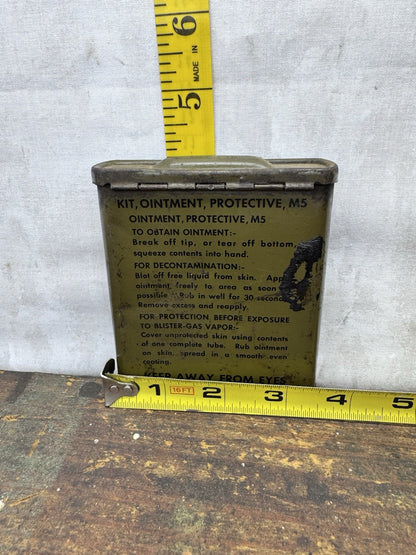 6
MADE IN
5
KIT, OINTMENT, PROTECTIVE, M5
OINTMENT, PROTECTIVE, M5
TO OBTAIN OINTMENT:-
Break off tip, or tear off bottom,
squeeze contents into hand.
FOR DECONTAMINATION:-
Blot off free liquid from skin.
ointment, freely to area as soon
possible. Rub in well for 30
Remove excess and reapply.
FOR PROTECTION BEFORE EXPOSURE
TO BLISTER-GAS VAPOR:-
Cover unprotected skin using contents
of one complete tube. Rub ointment
on skin, spread in a smooth even
coating.
KEEP AWAY FROM EYES
1 16FT 2 3 4 5